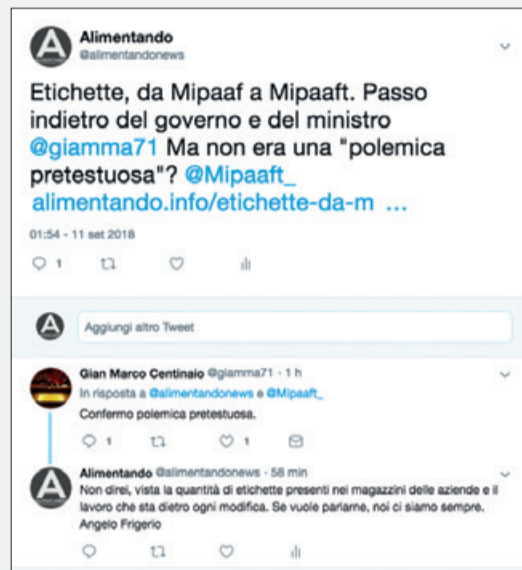 Alimentando
@alimentandonews
Etichette, da Mipaaf a Mipaaft. Passo
indietro del governo e del ministro
@giamma71 Ma non era una "polemica
pretestuosa"? @Mipaaft_
alimentando.info/etichette-da-m ...
01:54 - 11 set 2018
1
Aggiungi altro Tweet
Gian Marco Centinaio @giamma71 · 1 h
In risposta a @alimentandonews e @Mipaaft_
Confermo polemica pretestuosa.
1 1
Alimentando @alimentandonews · 58 min
Non direi, vista la quantità di etichette presenti nei magazzini delle aziende e il
lavoro che sta dietro ogni modifica. Se vuole parlarne, noi ci siamo sempre.
Angelo Frigerio